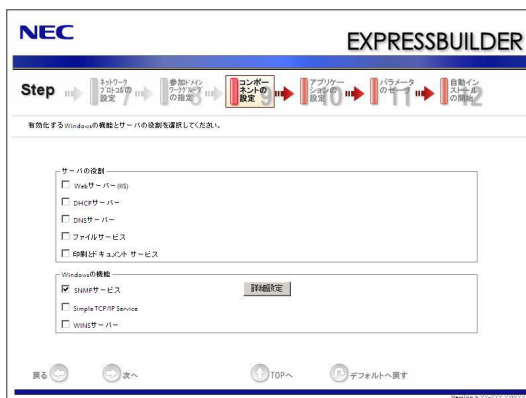 NEC
EXPRESSBUILDER
Step
ネットワーク
プロトコルの
設定
7
参加ドメイン
ワークグループ
の指定
8
コンポー
ネントの
設定
9
アプリケー
ションの
設定
10
パラメータ
のセーブ
11
自動イン
ストール
の開始
12
有効化するWindowsの機能とサーバの役割を選択してください。
サーバの役割
Webサーバー(IIS)
DHCPサーバー
DNSサーバー
ファイルサービス
印刷とドキュメント サービス
Windowsの機能
SNMPサービス
詳細設定
Simple TCP/IP Service
WINSサーバー
戻る
次へ
TOPへ
デフォルトへ戻す